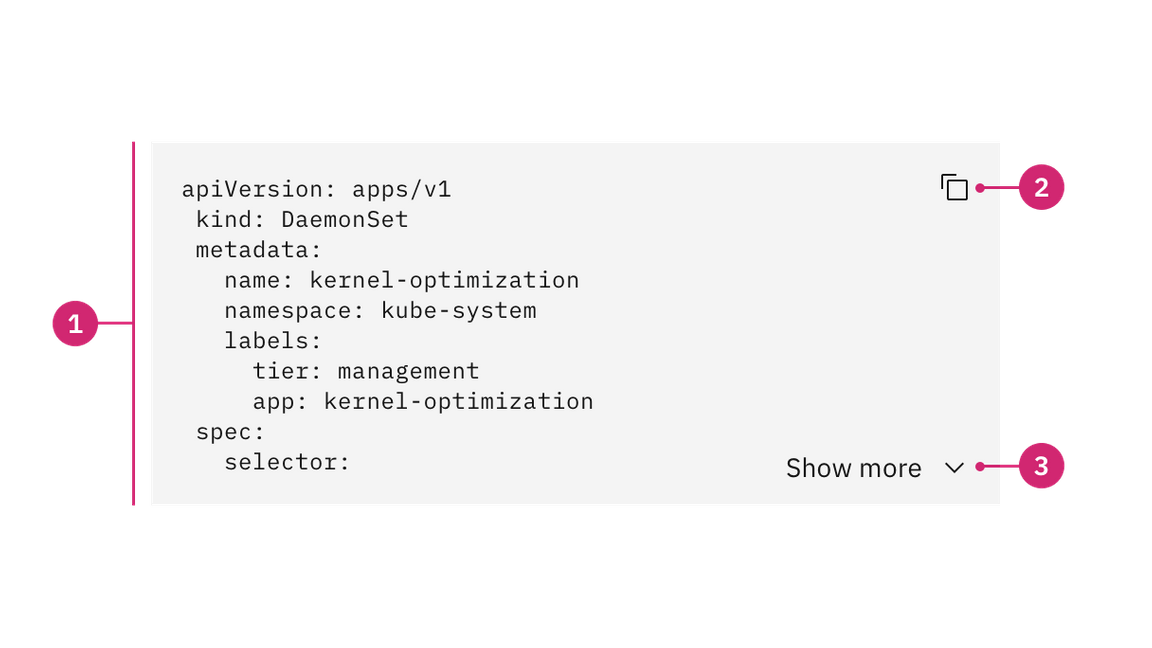 apiVersion: apps/v1
 kind: DaemonSet
 metadata:
   name: kernel-optimization
   namespace: kube-system
   labels:
     tier: management
     app: kernel-optimization
 spec:
   selector:
Show more
1
2
3